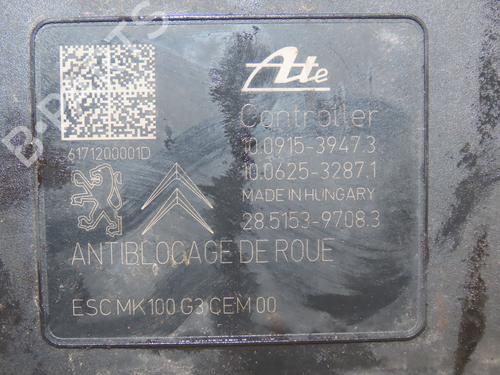 Ate
Controller
6171200001D
10.0915-3947.3
10.0625-3287.1
MADE IN HUNGARY
28.5153-9708.3
ANTIBLOCAGE DE ROUE
ESC MK100 G3 CEM 00